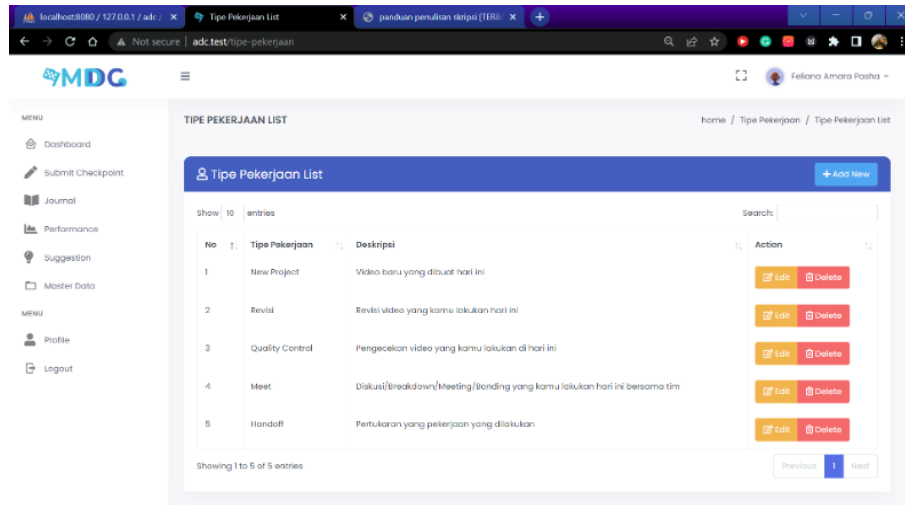 localhost:8080 / 127.0.0.1 / adc /
Tipe Pekerjaan List
panduan penulisan skripsi [TERB
Not secure | adc.test/tipe-pekerjaan
MDC
Feliana Amara Pasha
MENU
Dashboard
Submit Checkpoint
Journal
Performance
Suggestion
Master Data
MENU
Profile
Logout
TIPE PEKERJAAN LIST
home / Tipe Pekerjaan / Tipe Pekerjaan List
Tipe Pekerjaan List
+ Add New
Show 10 entries
Search:
No Tipe Pekerjaan Deskripsi Action
1 New Project Video baru yang dibuat hari ini Edit Delete
2 Revisi Revisi video yang kamu lakukan hari ini Edit Delete
3 Quality Control Pengecekan video yang kamu lakukan di hari ini Edit Delete
4 Meet Diskusi/Breakdown/Meeting/Bonding yang kamu lakukan hari ini bersama tim Edit Delete
5 Handoff Pertukaran yang pekerjaan yang dilakukan Edit Delete
Showing 1 to 5 of 5 entries
Previous 1 Next